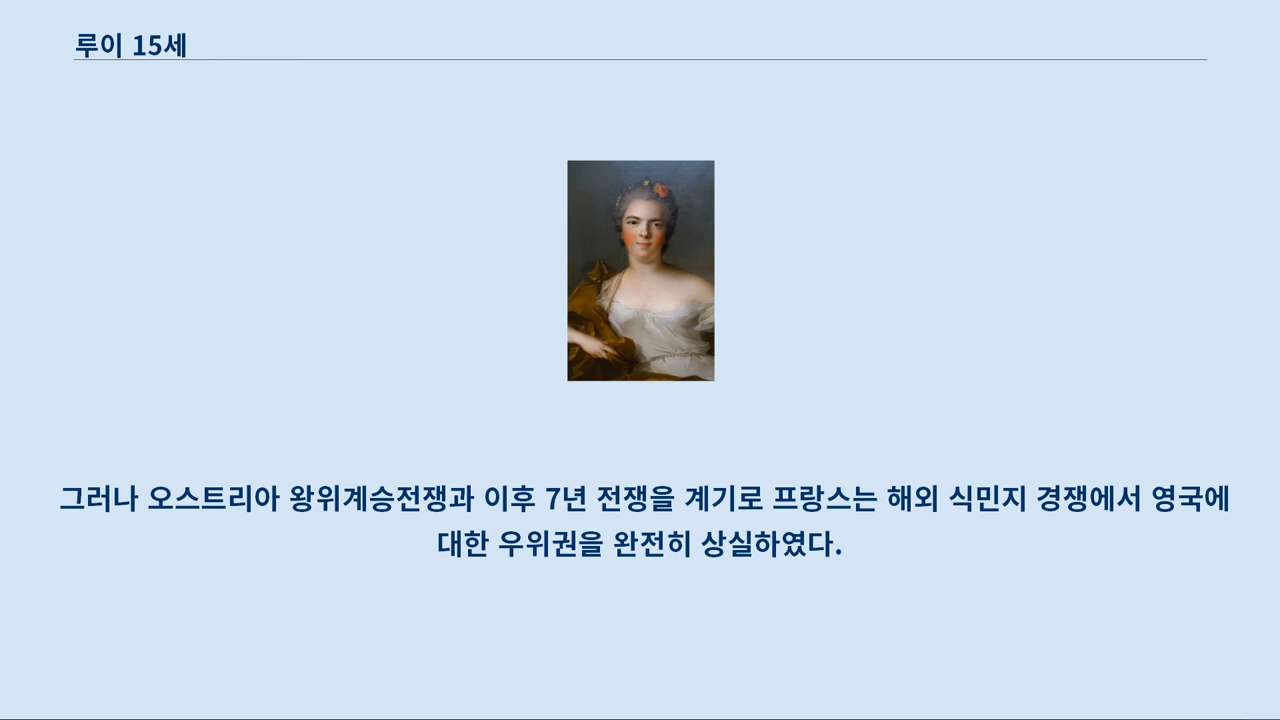 루이 15세
그러나 오스트리아 왕위계승전쟁과 이후 7년 전쟁을 계기로 프랑스는 해외 식민지 경쟁에서 영국에
대한 우위권을 완전히 상실하였다.